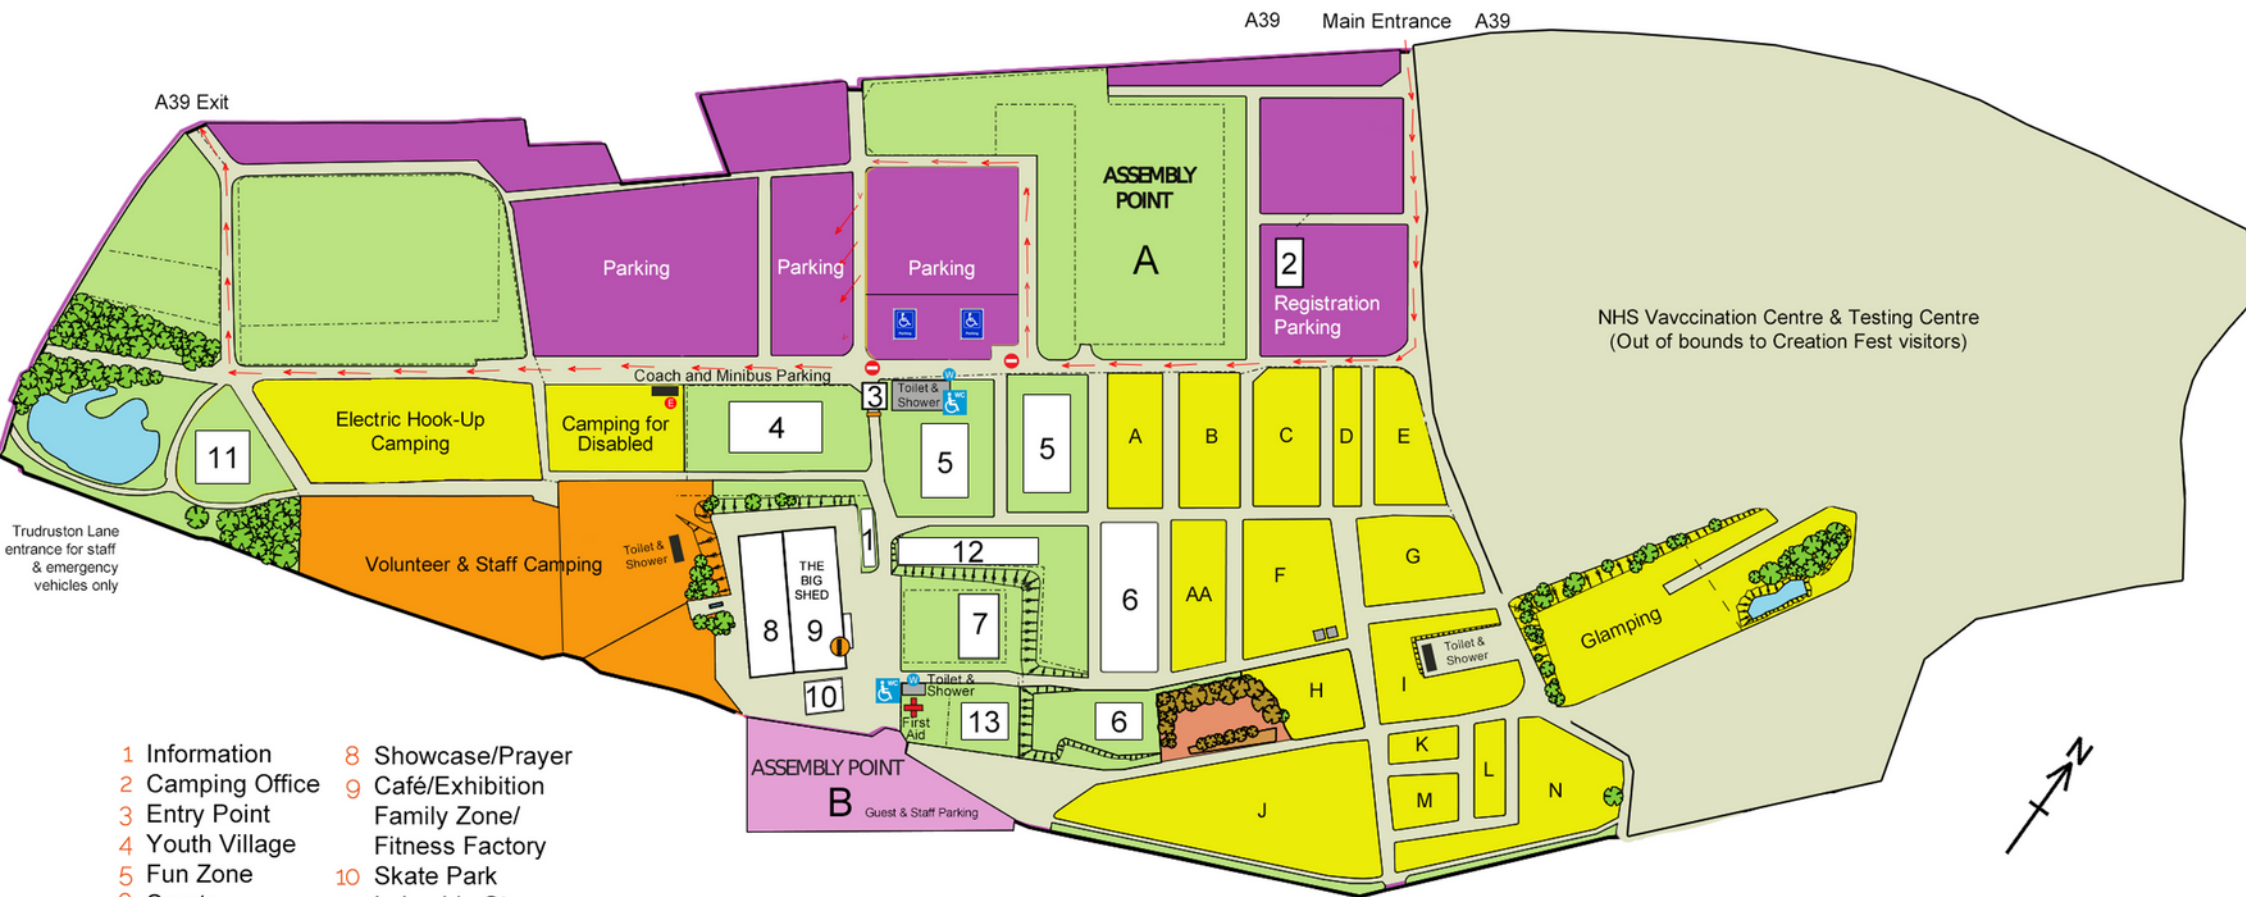 A39
Main Entrance
A39
A39 Exit
ASSEMBLY
POINT
A
2
Registration
Parking
Parking
Parking
Parking
Parking
Parking
NHS Vavccination Centre & Testing Centre
(Out of bounds to Creation Fest visitors)
Coach and Minibus Parking
W
Toilet &
Shower
WC
3
E
Electric Hook-Up
Camping
Camping for
Disabled
4
5
5
A
B
C
D
E
11
Trudruston Lane
entrance for staff
& emergency
vehicles only
Volunteer & Staff Camping
Toilet &
Shower
THE
BIG
SHED
1
12
8
9
7
6
AA
F
G
Toilet &
Shower
Glamping
10
WC
W
Toilet &
Shower
First
Aid
13
6
H
I
K
L
M
N
J
ASSEMBLY POINT
B
Guest & Staff Parking
N
1 Information
2 Camping Office
3 Entry Point
4 Youth Village
5 Fun Zone
8 Showcase/Prayer
9 Café/Exhibition
Family Zone/
Fitness Factory
10 Skate Park